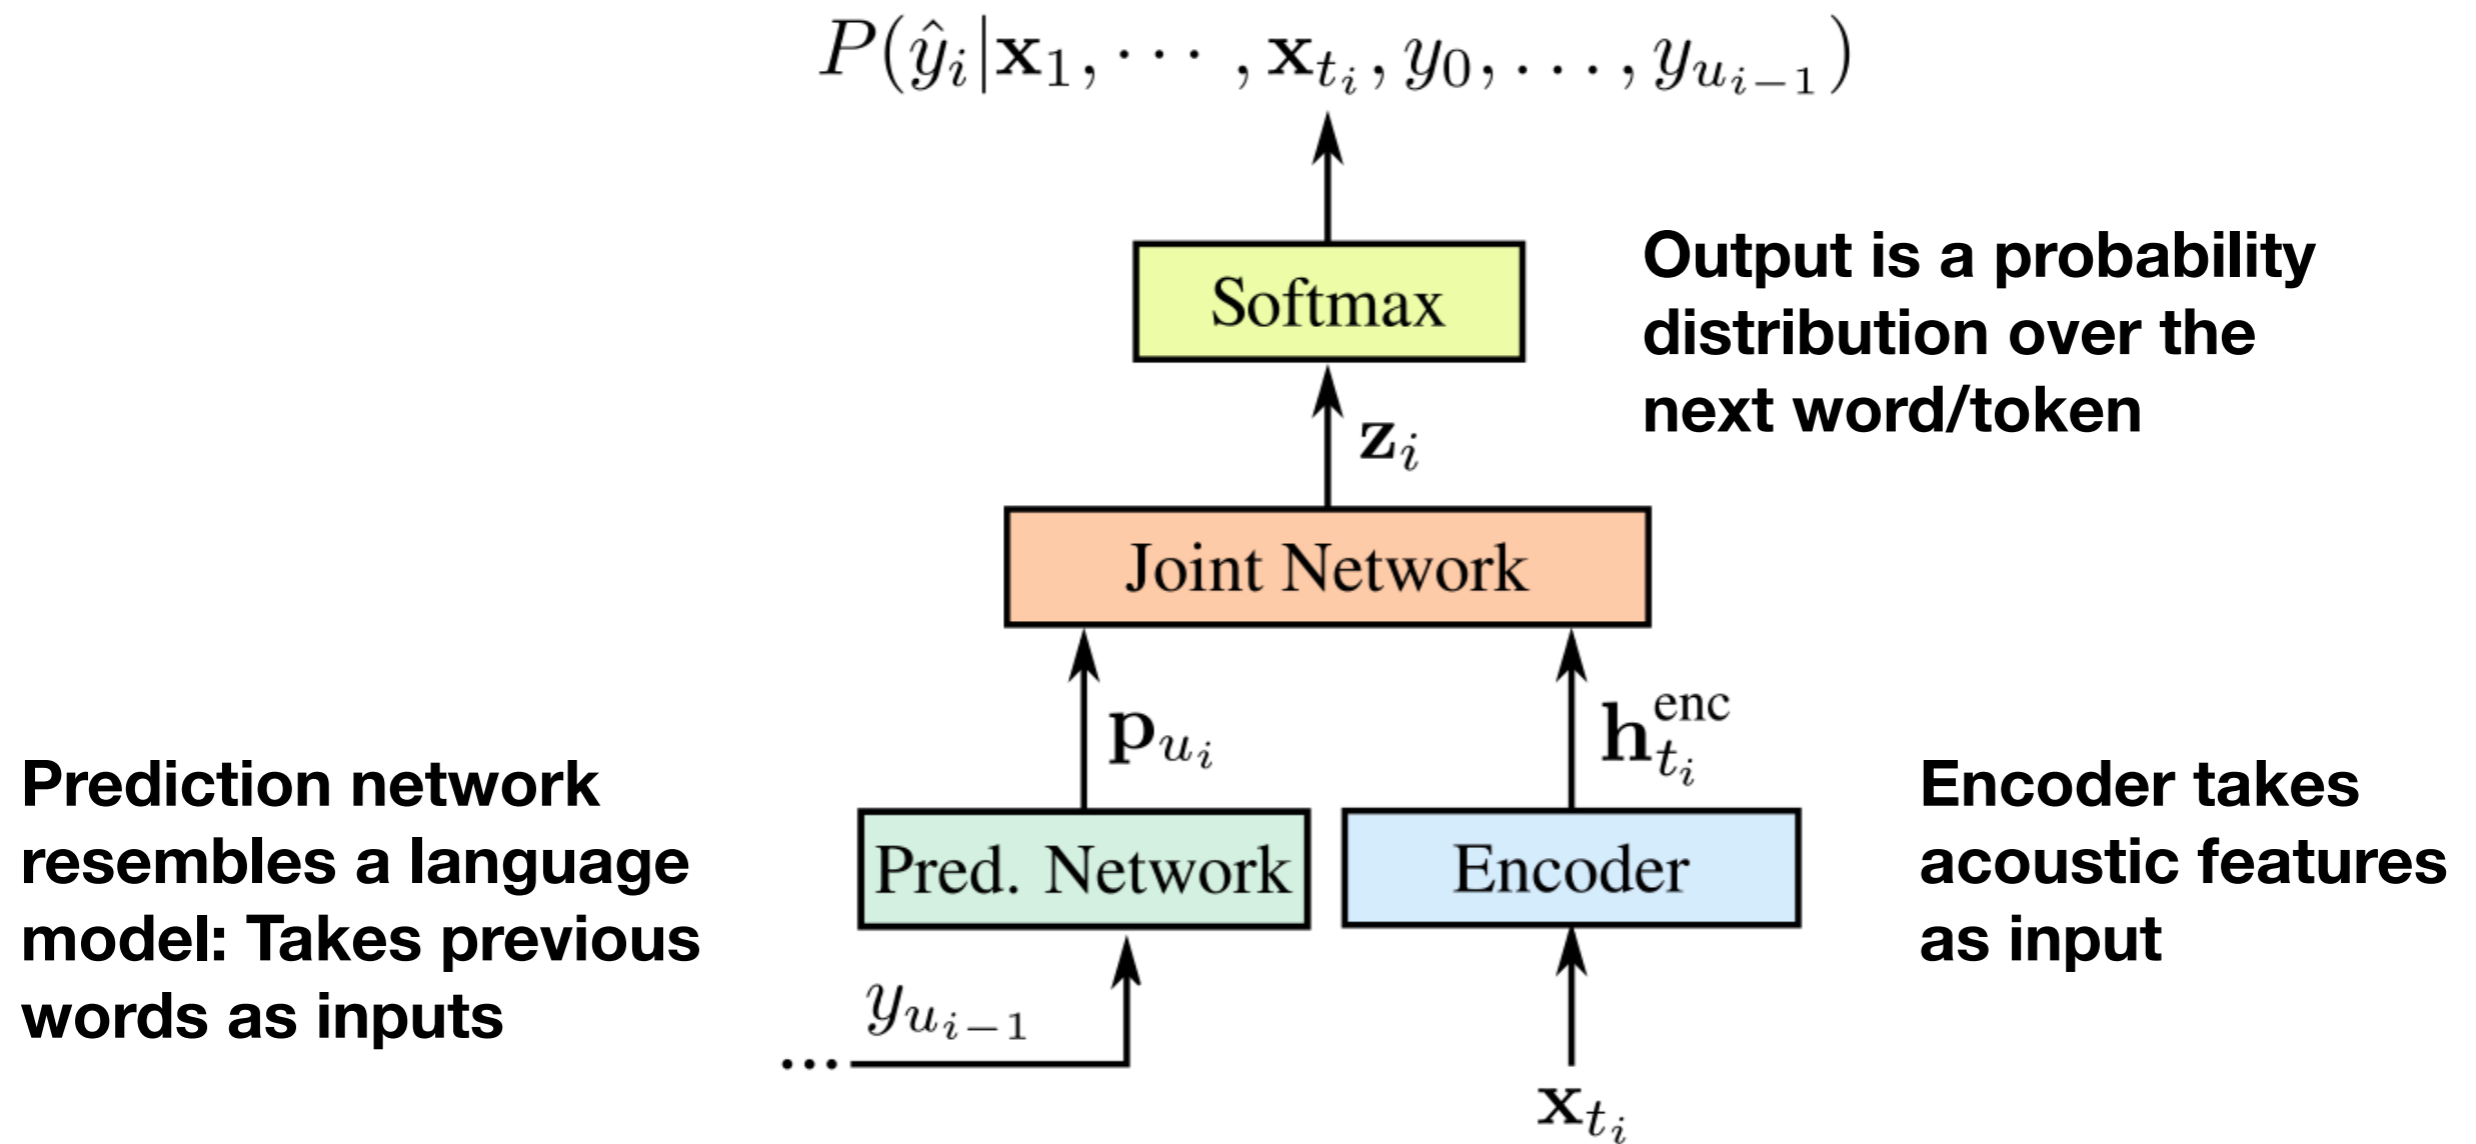 P(ŷ_i|x_1, ··· , x_{t_i}, y_0, . . . , y_{u_{i−1}})
Softmax
Output is a probability
distribution over the
next word/token
z_i
Joint Network
p_{u_i}
h^{enc}_{t_i}
Prediction network
resembles a language
model: Takes previous
words as inputs
Pred. Network
Encoder
Encoder takes
acoustic features
as input
y_{u_{i−1}}
...
x_{t_i}